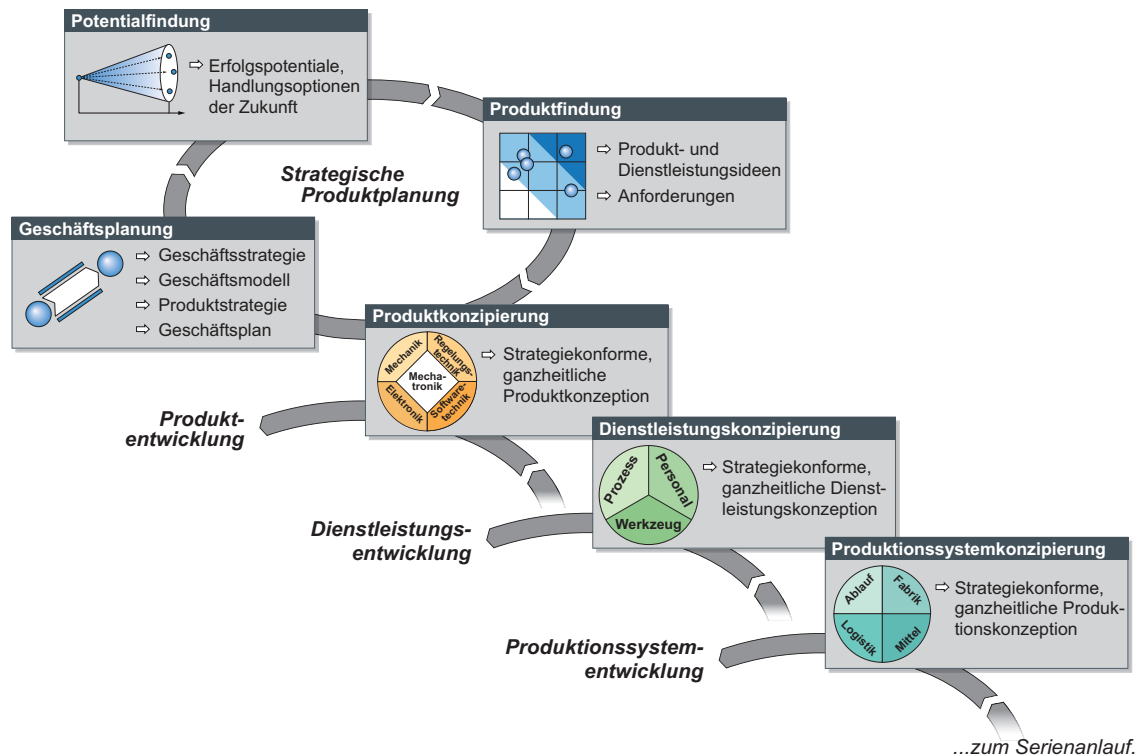 Potentialfindung
Erfolgspotentiale,
Handlungsoptionen
der Zukunft
Produktfindung
Produkt- und
Dienstleistungsideen
Anforderungen
Strategische
Produktplanung
Geschäftsplanung
Geschäftsstrategie
Geschäftsmodell
Produktstrategie
Geschäftsplan
Produktkonzipierung
Mechanik
Regelungs-
technik
Mecha-
tronik
Elektronik
Software-
technik
Strategiekonforme,
ganzheitliche
Produktkonzeption
Produkt-
entwicklung
Dienstleistungskonzipierung
Prozess
Personal
Werkzeug
Strategiekonforme,
ganzheitliche Dienst-
leistungskonzeption
Dienstleistungs-
entwicklung
Produktionssystemkonzipierung
Ablauf
Fabrik
Logistik
Mittel
Strategiekonforme,
ganzheitliche Produk-
tionskonzeption
Produktionssystem-
entwicklung
...zum Serienanlauf.